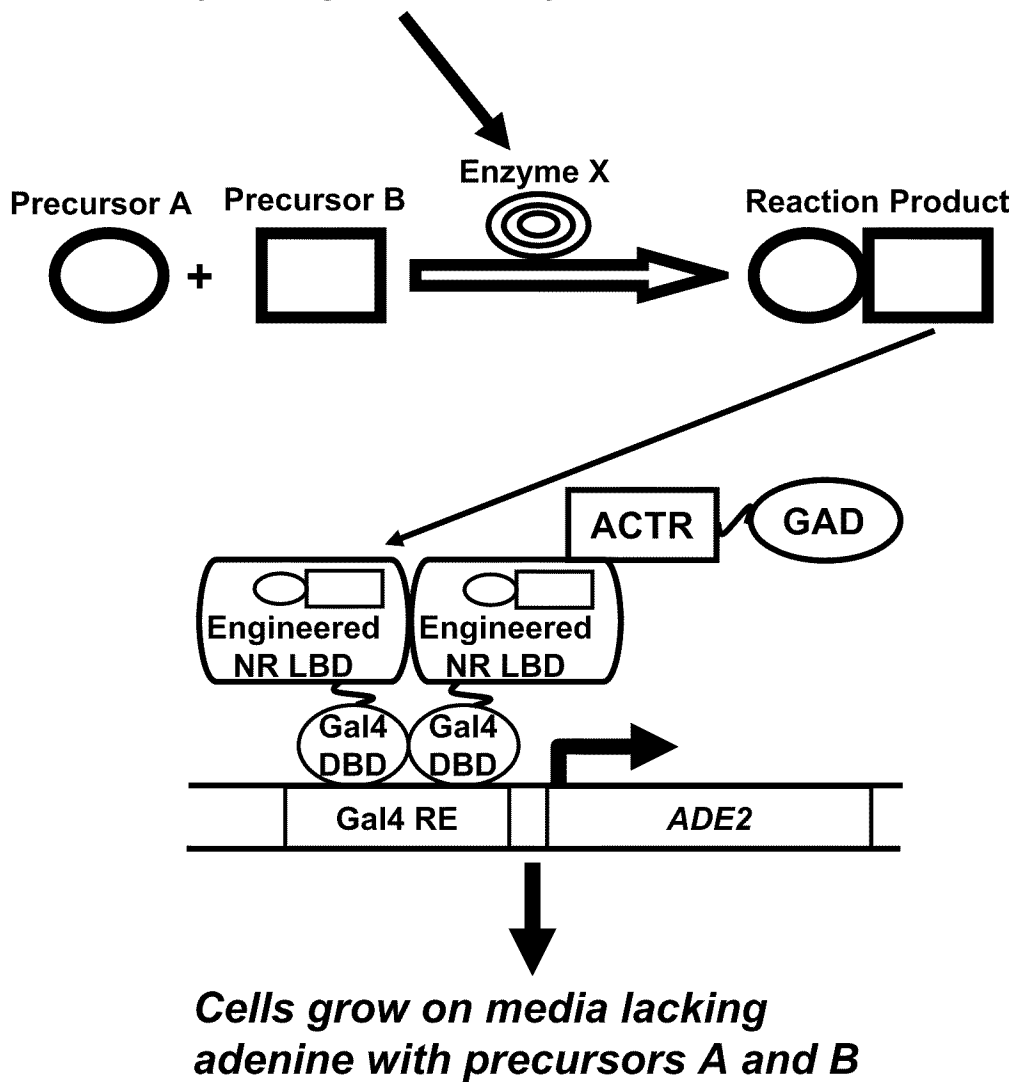 Enzyme X
Precursor A
Precursor B
Reaction Product
+
ACTR
GAD
Engineered
NR LBD
Engineered
NR LBD
Gal4
DBD
Gal4
DBD
Gal4 RE
ADE2
Cells grow on media lacking
adenine with precursors A and B